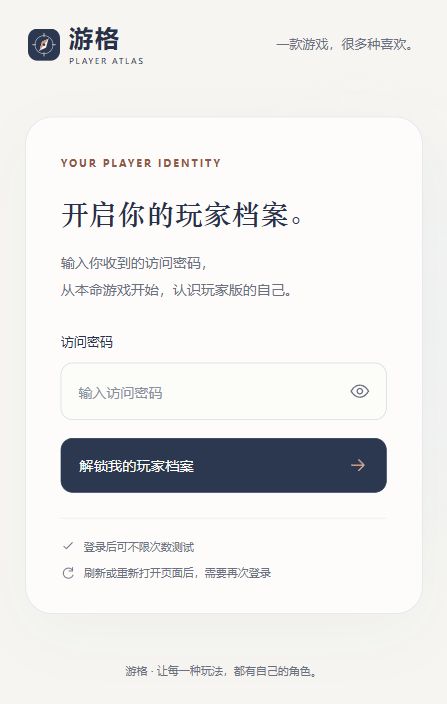 游格
PLAYER ATLAS
一款游戏，很多种喜欢。
YOUR PLAYER IDENTITY
开启你的玩家档案。
输入你收到的访问密码，
从本命游戏开始，认识玩家版的自己。
访问密码
输入访问密码
解锁我的玩家档案
登录后可不限次数测试
刷新或重新打开页面后，需要再次登录
游格 · 让每一种玩法，都有自己的角色。